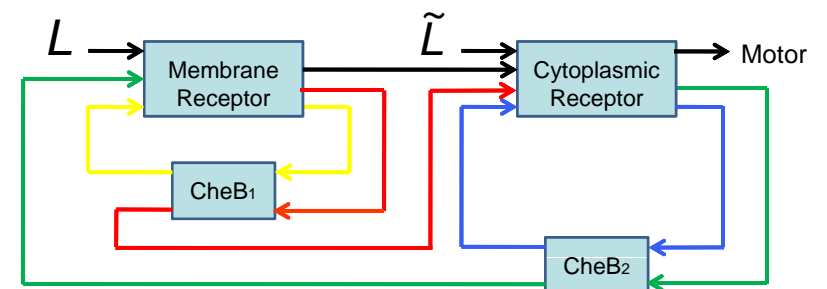 L
L̃
Motor
Membrane
Receptor
Cytoplasmic
Receptor
CheB₁
CheB₂